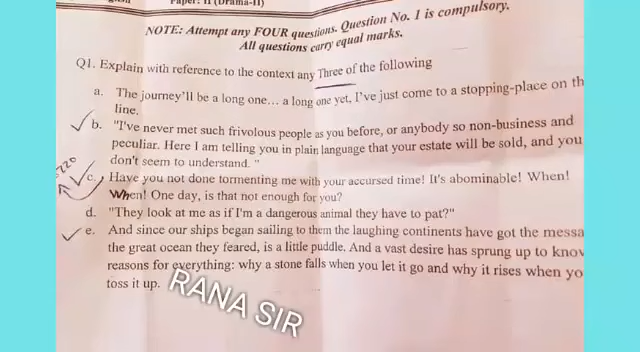 Paper: II (Drama-II)
NOTE: Attempt any FOUR questions. Question No. 1 is compulsory.
All questions carry equal marks.
Q1. Explain with reference to the context any Three of the following
a. The journey'll be a long one… a long one yet, I've just come to a stopping-place on th
line.
b. "I've never met such frivolous people as you before, or anybody so non-business and
peculiar. Here I am telling you in plain language that your estate will be sold, and you
don't seem to understand. "
c. Have you not done tormenting me with your accursed time! It's abominable! When!
When! One day, is that not enough for you?
d. "They look at me as if I'm a dangerous animal they have to pat?"
e. And since our ships began sailing to them the laughing continents have got the messa
the great ocean they feared, is a little puddle. And a vast desire has sprung up to know
reasons for everything: why a stone falls when you let it go and why it rises when yo
toss it up.
RANA SIR